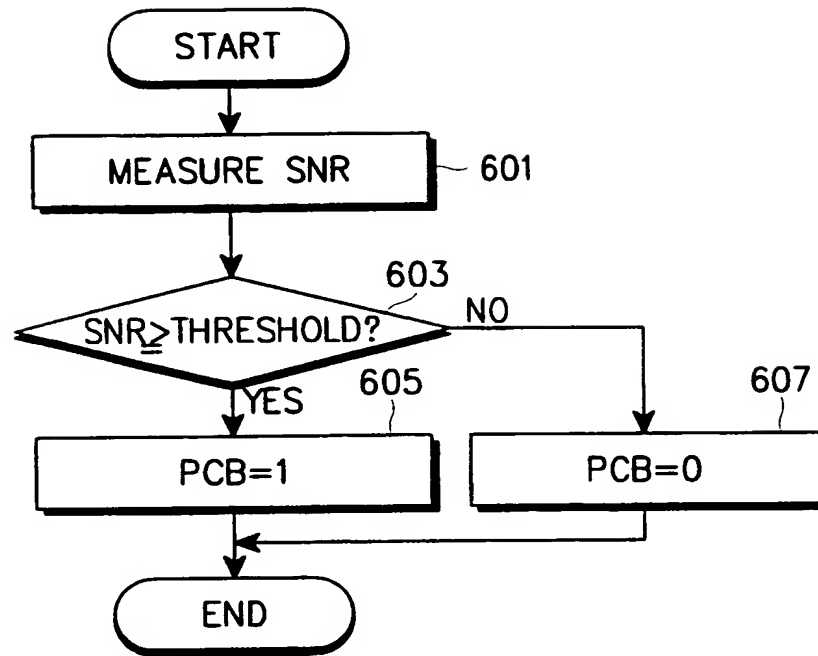 START
MEASURE SNR
601
603
SNR≥THRESHOLD?
NO
YES
605
607
PCB=1
PCB=0
END